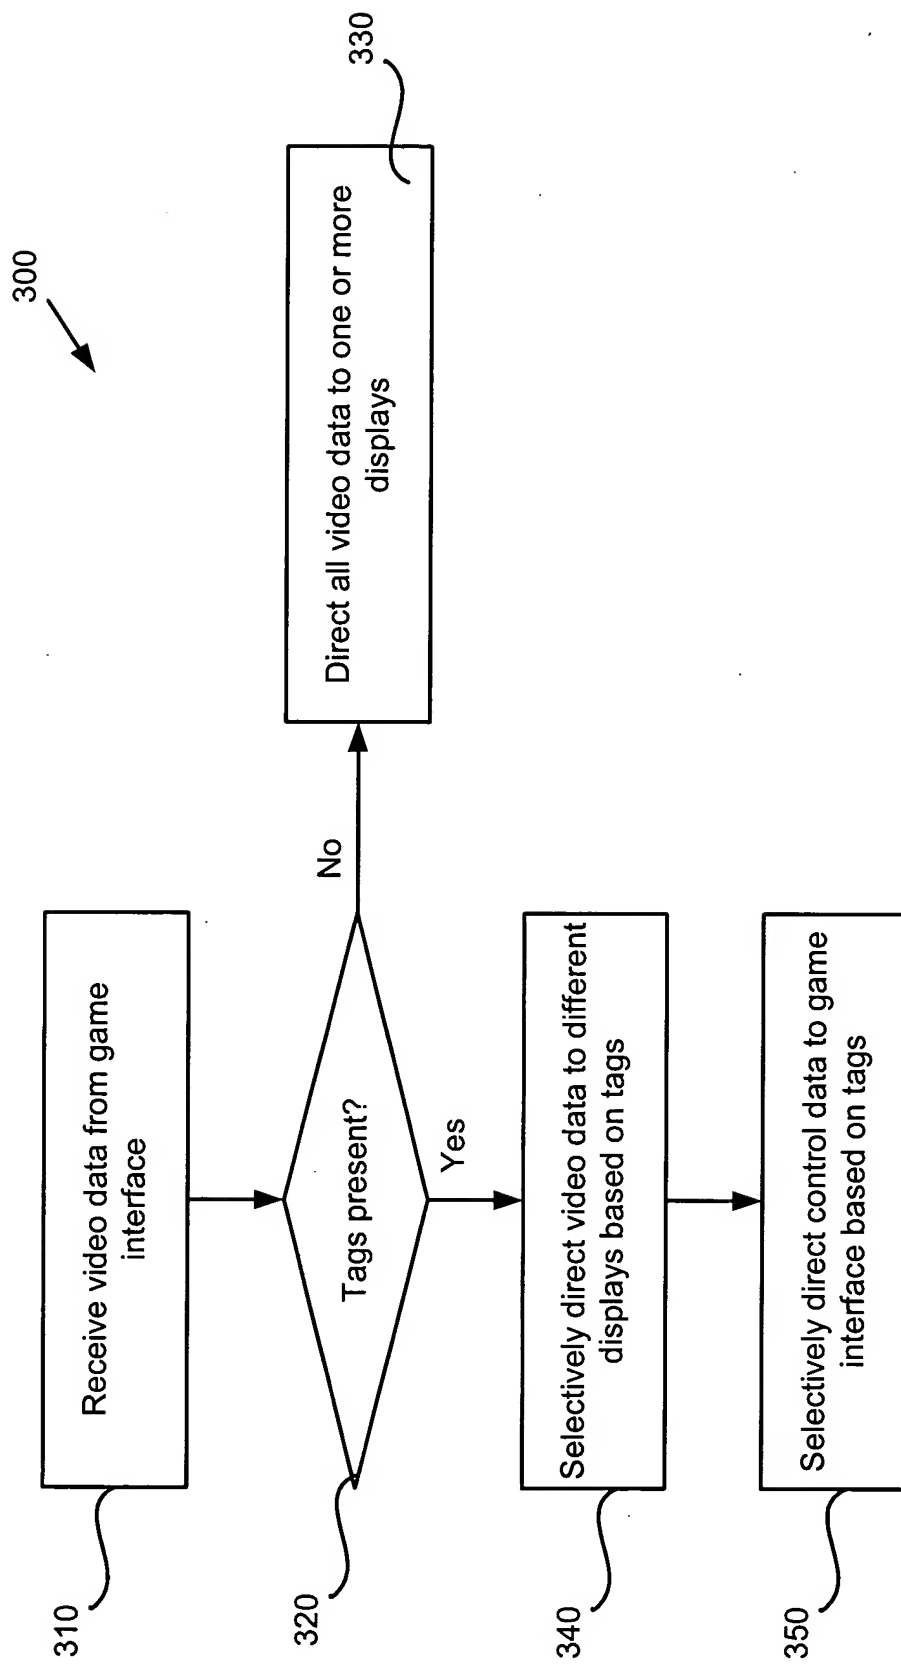 300
310
Receive video data from game
interface
320
Tags present?
No
330
Direct all video data to one or more
displays
Yes
340
Selectively direct video data to different
displays based on tags
350
Selectively direct control data to game
interface based on tags